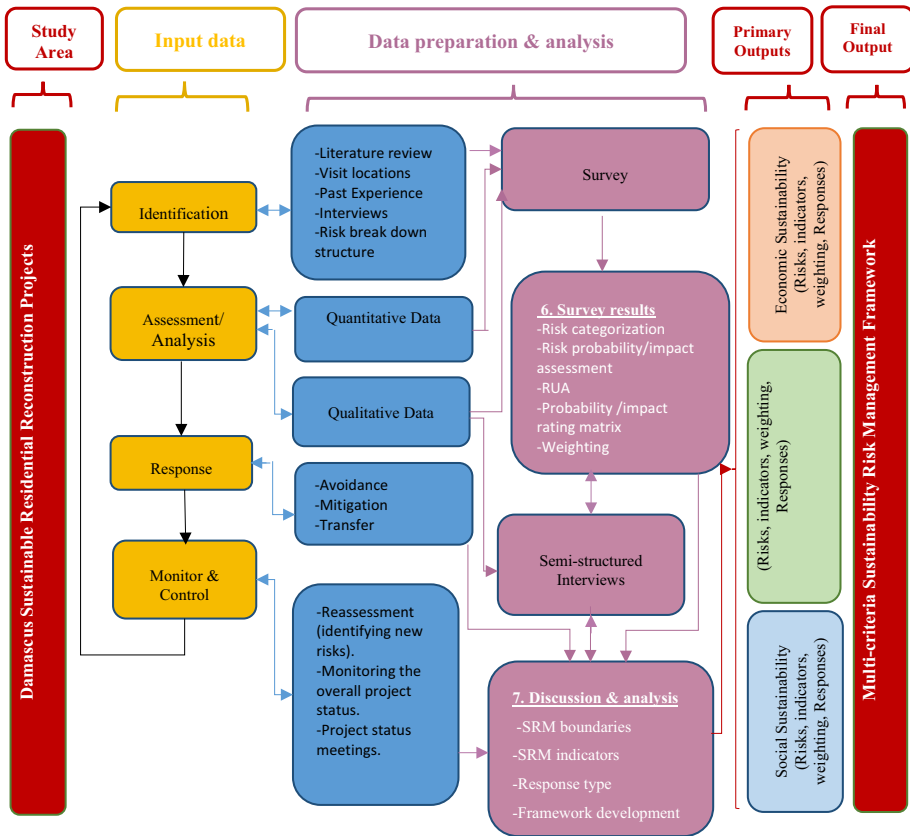 Study
Area
Input data
Data preparation & analysis
Primary
Outputs
Final
Output
Damascus Sustainable Residential Reconstruction Projects
Identification
Assessment/
Analysis
Response
Monitor &
Control
-Literature review
-Visit locations
-Past Experience
-Interviews
-Risk break down
structure
Quantitative Data
Qualitative Data
-Avoidance
-Mitigation
-Transfer
-Reassessment
(identifying new
risks).
-Monitoring the
overall project
status.
-Project status
meetings.
Survey
6. Survey results
-Risk categorization
-Risk probability/impact
assessment
-RUA
-Probability /impact
rating matrix
-Weighting
Semi-structured
Interviews
7. Discussion & analysis
-SRM boundaries
-SRM indicators
-Response type
-Framework development
Economic Sustainability
(Risks, indicators,
weighting, Responses)
(Risks, indicators, weighting,
Responses)
Social Sustainability
(Risks, indicators,
weighting, Responses)
Multi-criteria Sustainability Risk Management Framework